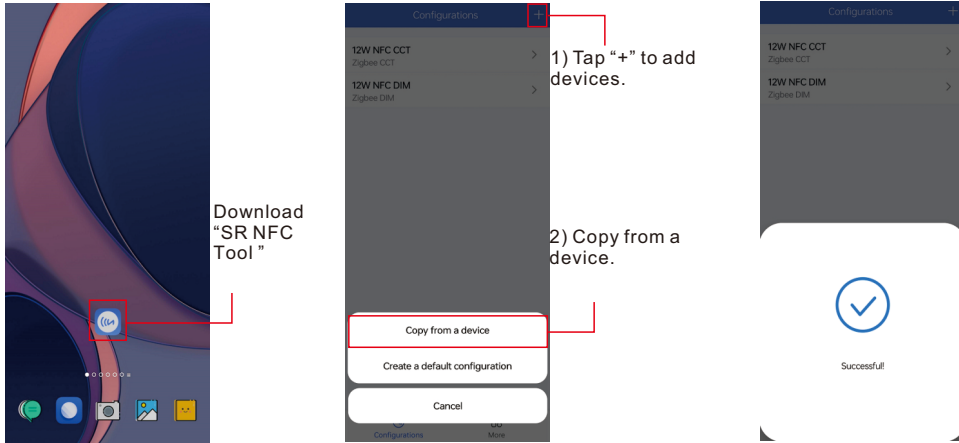 Download
“SR NFC
Tool ”
Configurations +
12W NFC CCT
Zigbee CCT
12W NFC DIM
Zigbee DIM
Copy from a device
Create a default configuration
Cancel
Configurations
More
1) Tap “+” to add
devices.
2) Copy from a
device.
Configurations +
12W NFC CCT
Zigbee CCT
12W NFC DIM
Zigbee DIM
Successful!